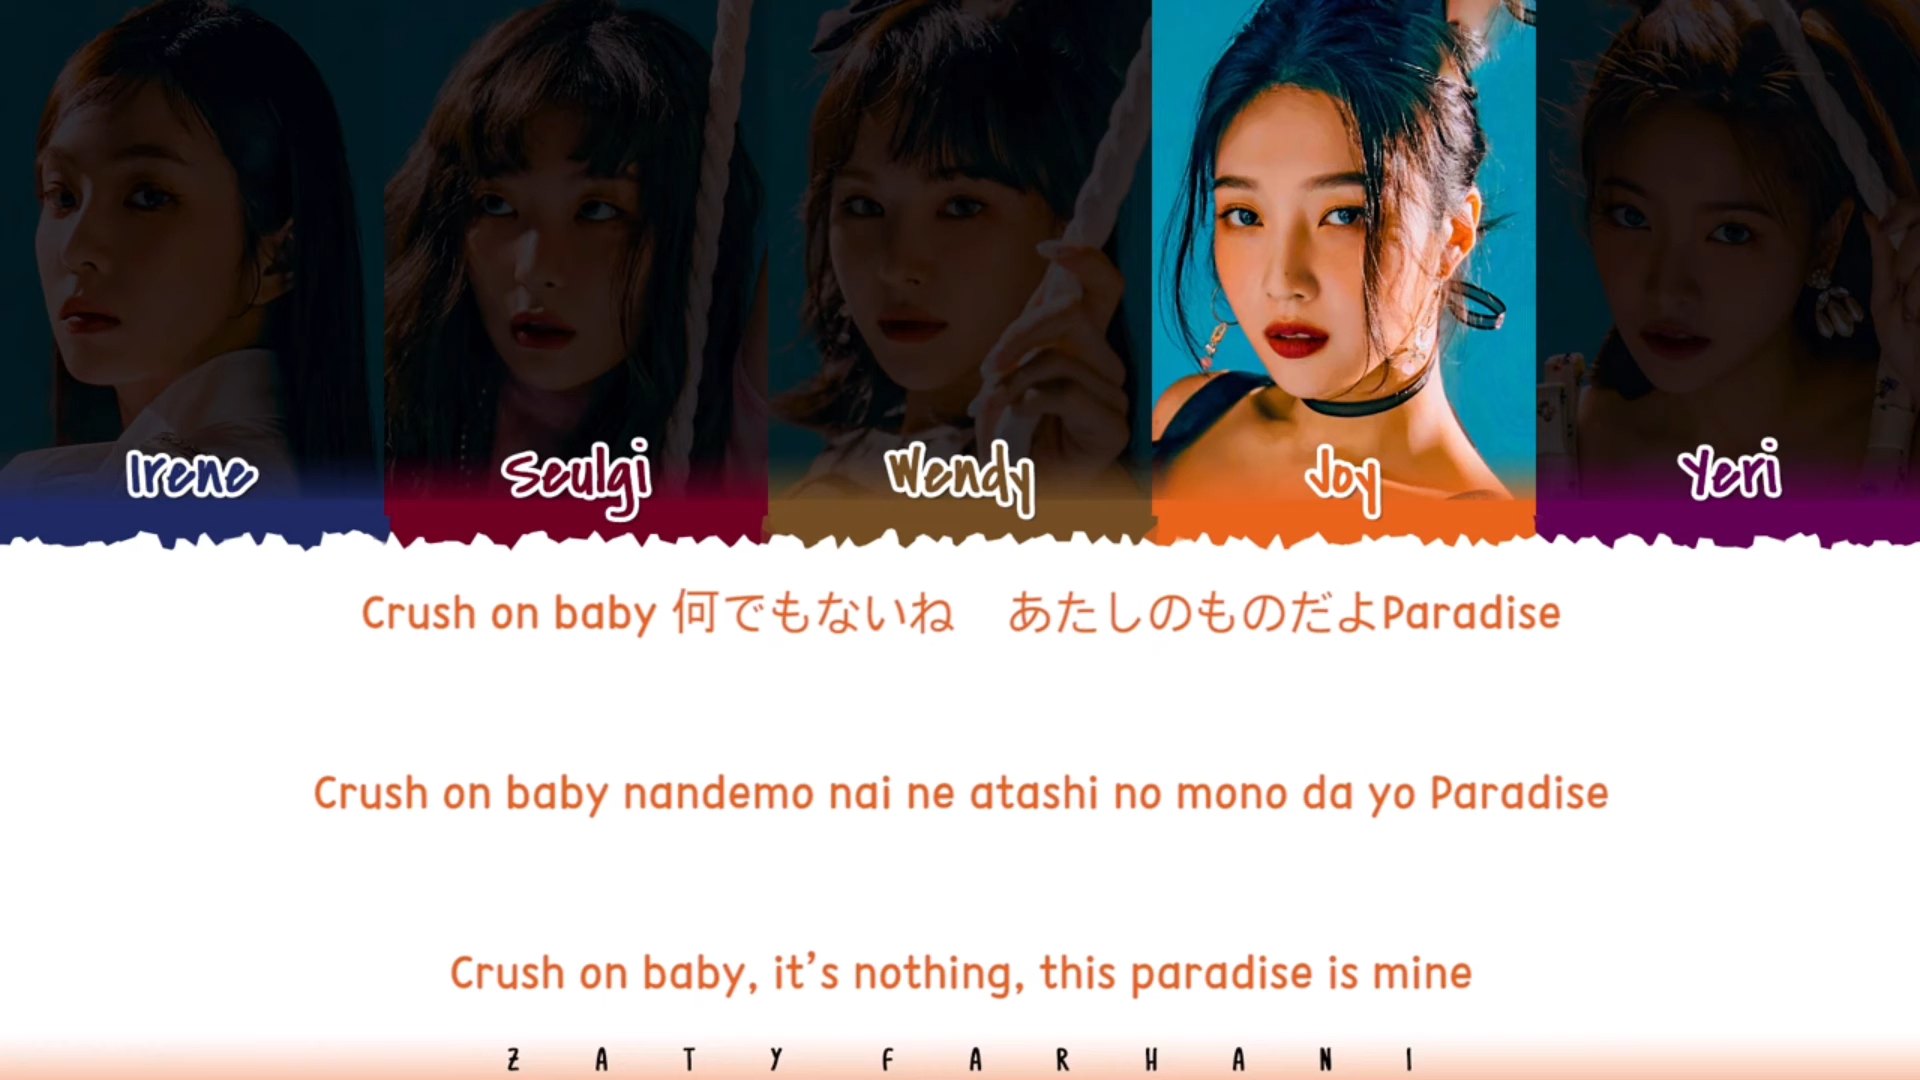 Irene
Seulgi
Wendy
Joy
Yeri
Crush on baby 何でもないね　あたしのものだよParadise
Crush on baby nandemo nai ne atashi no mono da yo Paradise
Crush on baby, it’s nothing, this paradise is mine
ZATY FARHANI